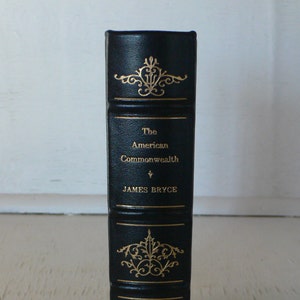 The
American
Commonwealth
JAMES BRYCE